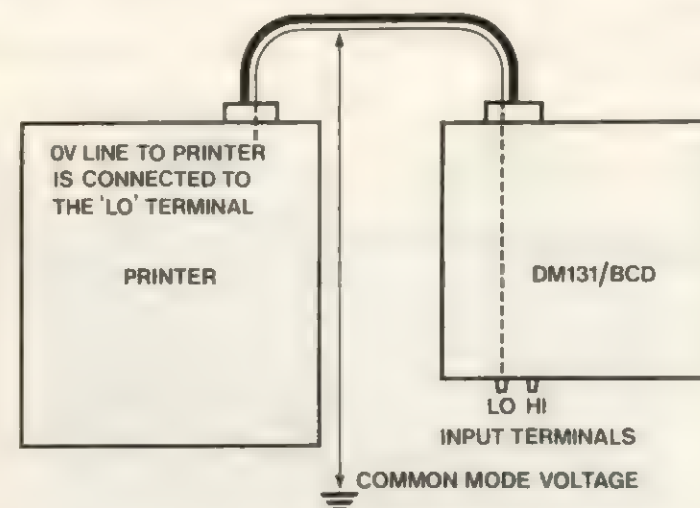 0V LINE TO PRINTER
IS CONNECTED TO
THE 'LO' TERMINAL
PRINTER
DM131/BCD
LO HI
INPUT TERMINALS
COMMON MODE VOLTAGE